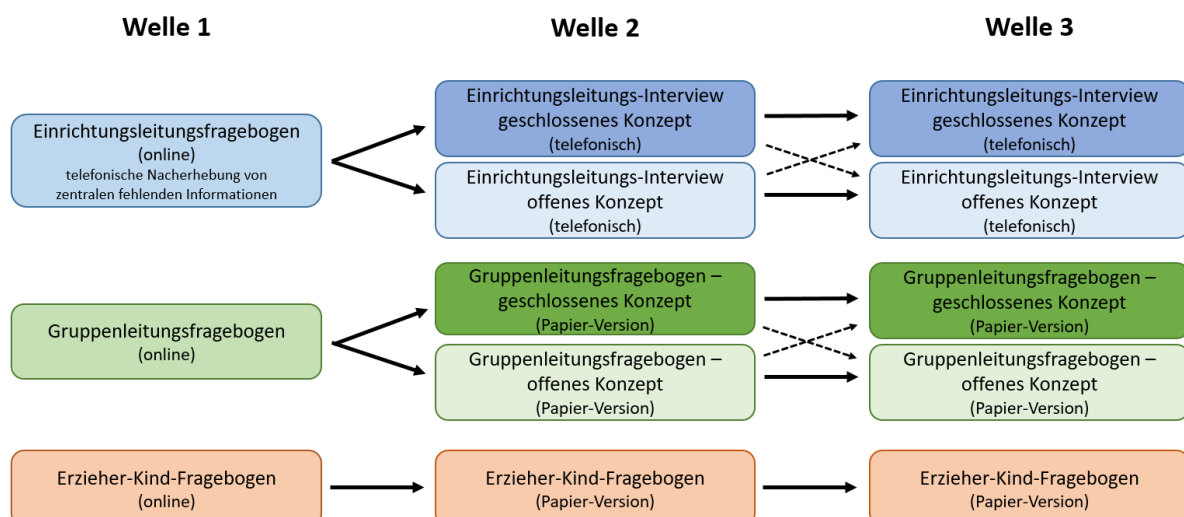 Welle 1
Welle 2
Welle 3
Einrichtungsleitungsfragebogen
(online)
telefonische Nacherhebung von
zentralen fehlenden Informationen
Einrichtungsleitungs-Interview
geschlossenes Konzept
(telefonisch)
Einrichtungsleitungs-Interview
offenes Konzept
(telefonisch)
Einrichtungsleitungs-Interview
geschlossenes Konzept
(telefonisch)
Einrichtungsleitungs-Interview
offenes Konzept
(telefonisch)
Gruppenleitungsfragebogen
(online)
Gruppenleitungsfragebogen –
geschlossenes Konzept
(Papier-Version)
Gruppenleitungsfragebogen –
offenes Konzept
(Papier-Version)
Gruppenleitungsfragebogen –
geschlossenes Konzept
(Papier-Version)
Gruppenleitungsfragebogen –
offenes Konzept
(Papier-Version)
Erzieher-Kind-Fragebogen
(online)
Erzieher-Kind-Fragebogen
(Papier-Version)
Erzieher-Kind-Fragebogen
(Papier-Version)